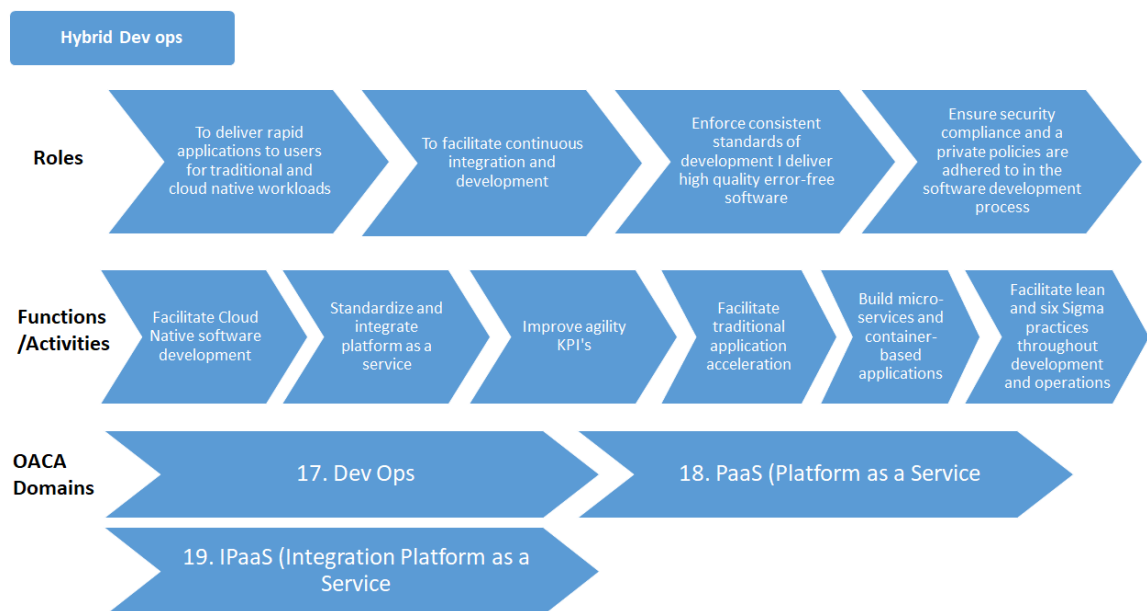 Hybrid Dev ops
Roles
To deliver rapid
applications to users
for traditional and
cloud native workloads
To facilitate continuous
integration and
development
Enforce consistent
standards of
development I deliver
high quality error-free
software
Ensure security
compliance and a
private policies are
adhered to in the
software development
process
Functions
/Activities
Facilitate Cloud
Native software
development
Standardize and
integrate
platform as a
service
Improve agility
KPI's
Facilitate
traditional
application
acceleration
Build micro-
services and
container-
based
applications
Facilitate lean
and six Sigma
practices
throughout
development
and operations
OACA
Domains
17. Dev Ops
18. PaaS (Platform as a Service
19. IPaaS (Integration Platform as a
Service